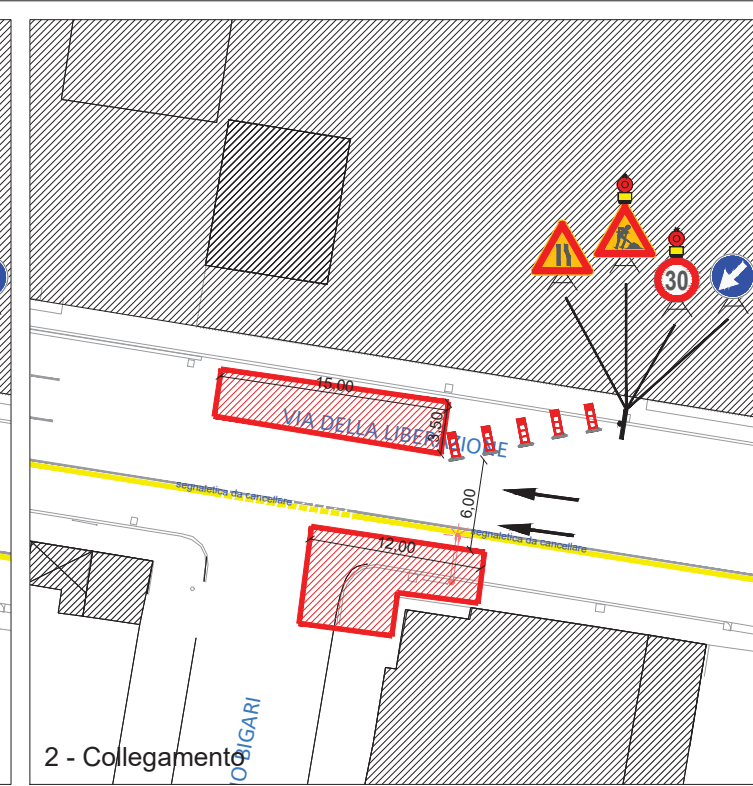 30
15,00
3,50
VIA DELLA LIBERAZIONE
segnaletica da cancellare
6,00
segnaletica da cancellare
12,00
O BIGARI
2 - Collegamento